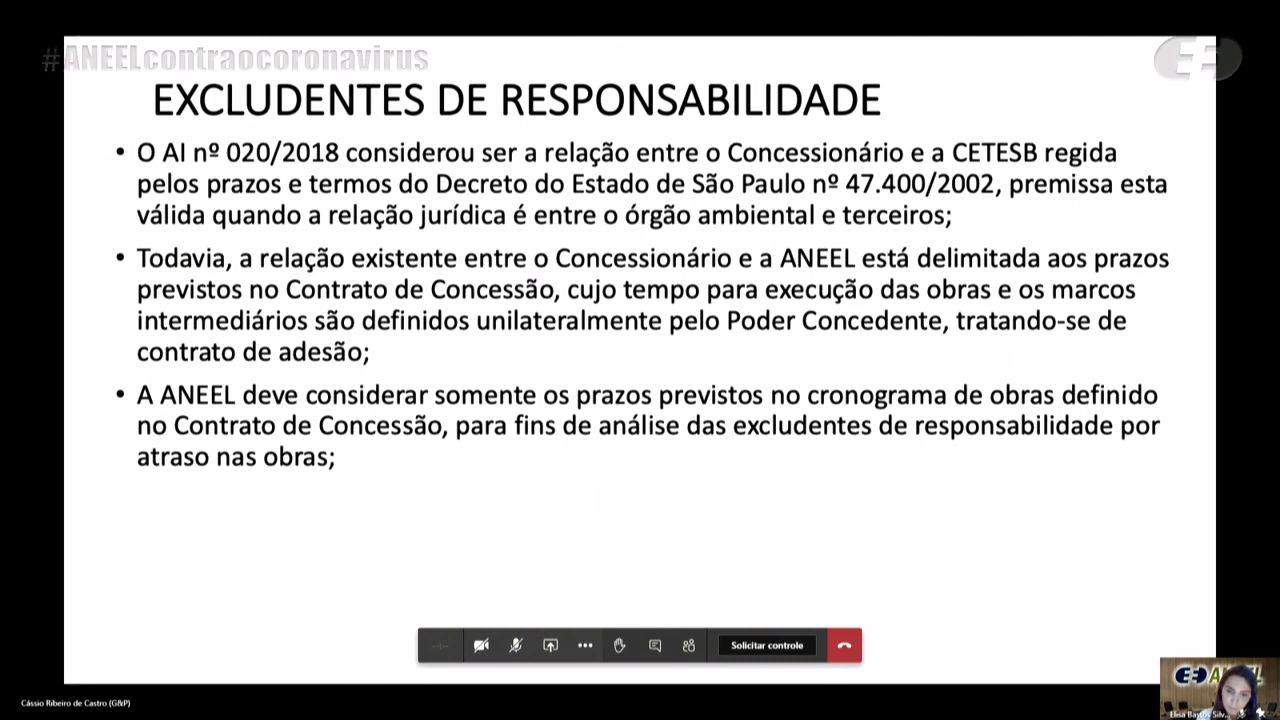 #ANEELcontraocoronavirus
EXCLUDENTES DE RESPONSABILIDADE
• O AI nº 020/2018 considerou ser a relação entre o Concessionário e a CETESB regida
pelos prazos e termos do Decreto do Estado de São Paulo nº 47.400/2002, premissa esta
válida quando a relação jurídica é entre o órgão ambiental e terceiros;
• Todavia, a relação existente entre o Concessionário e a ANEEL está delimitada aos prazos
previstos no Contrato de Concessão, cujo tempo para execução das obras e os marcos
intermediários são definidos unilateralmente pelo Poder Concedente, tratando-se de
contrato de adesão;
• A ANEEL deve considerar somente os prazos previstos no cronograma de obras definido
no Contrato de Concessão, para fins de análise das excludentes de responsabilidade por
atraso nas obras;
Solicitar controle
Cássio Ribeiro de Castro (G&P)
ANEEL
Elisa Bastos Silv...